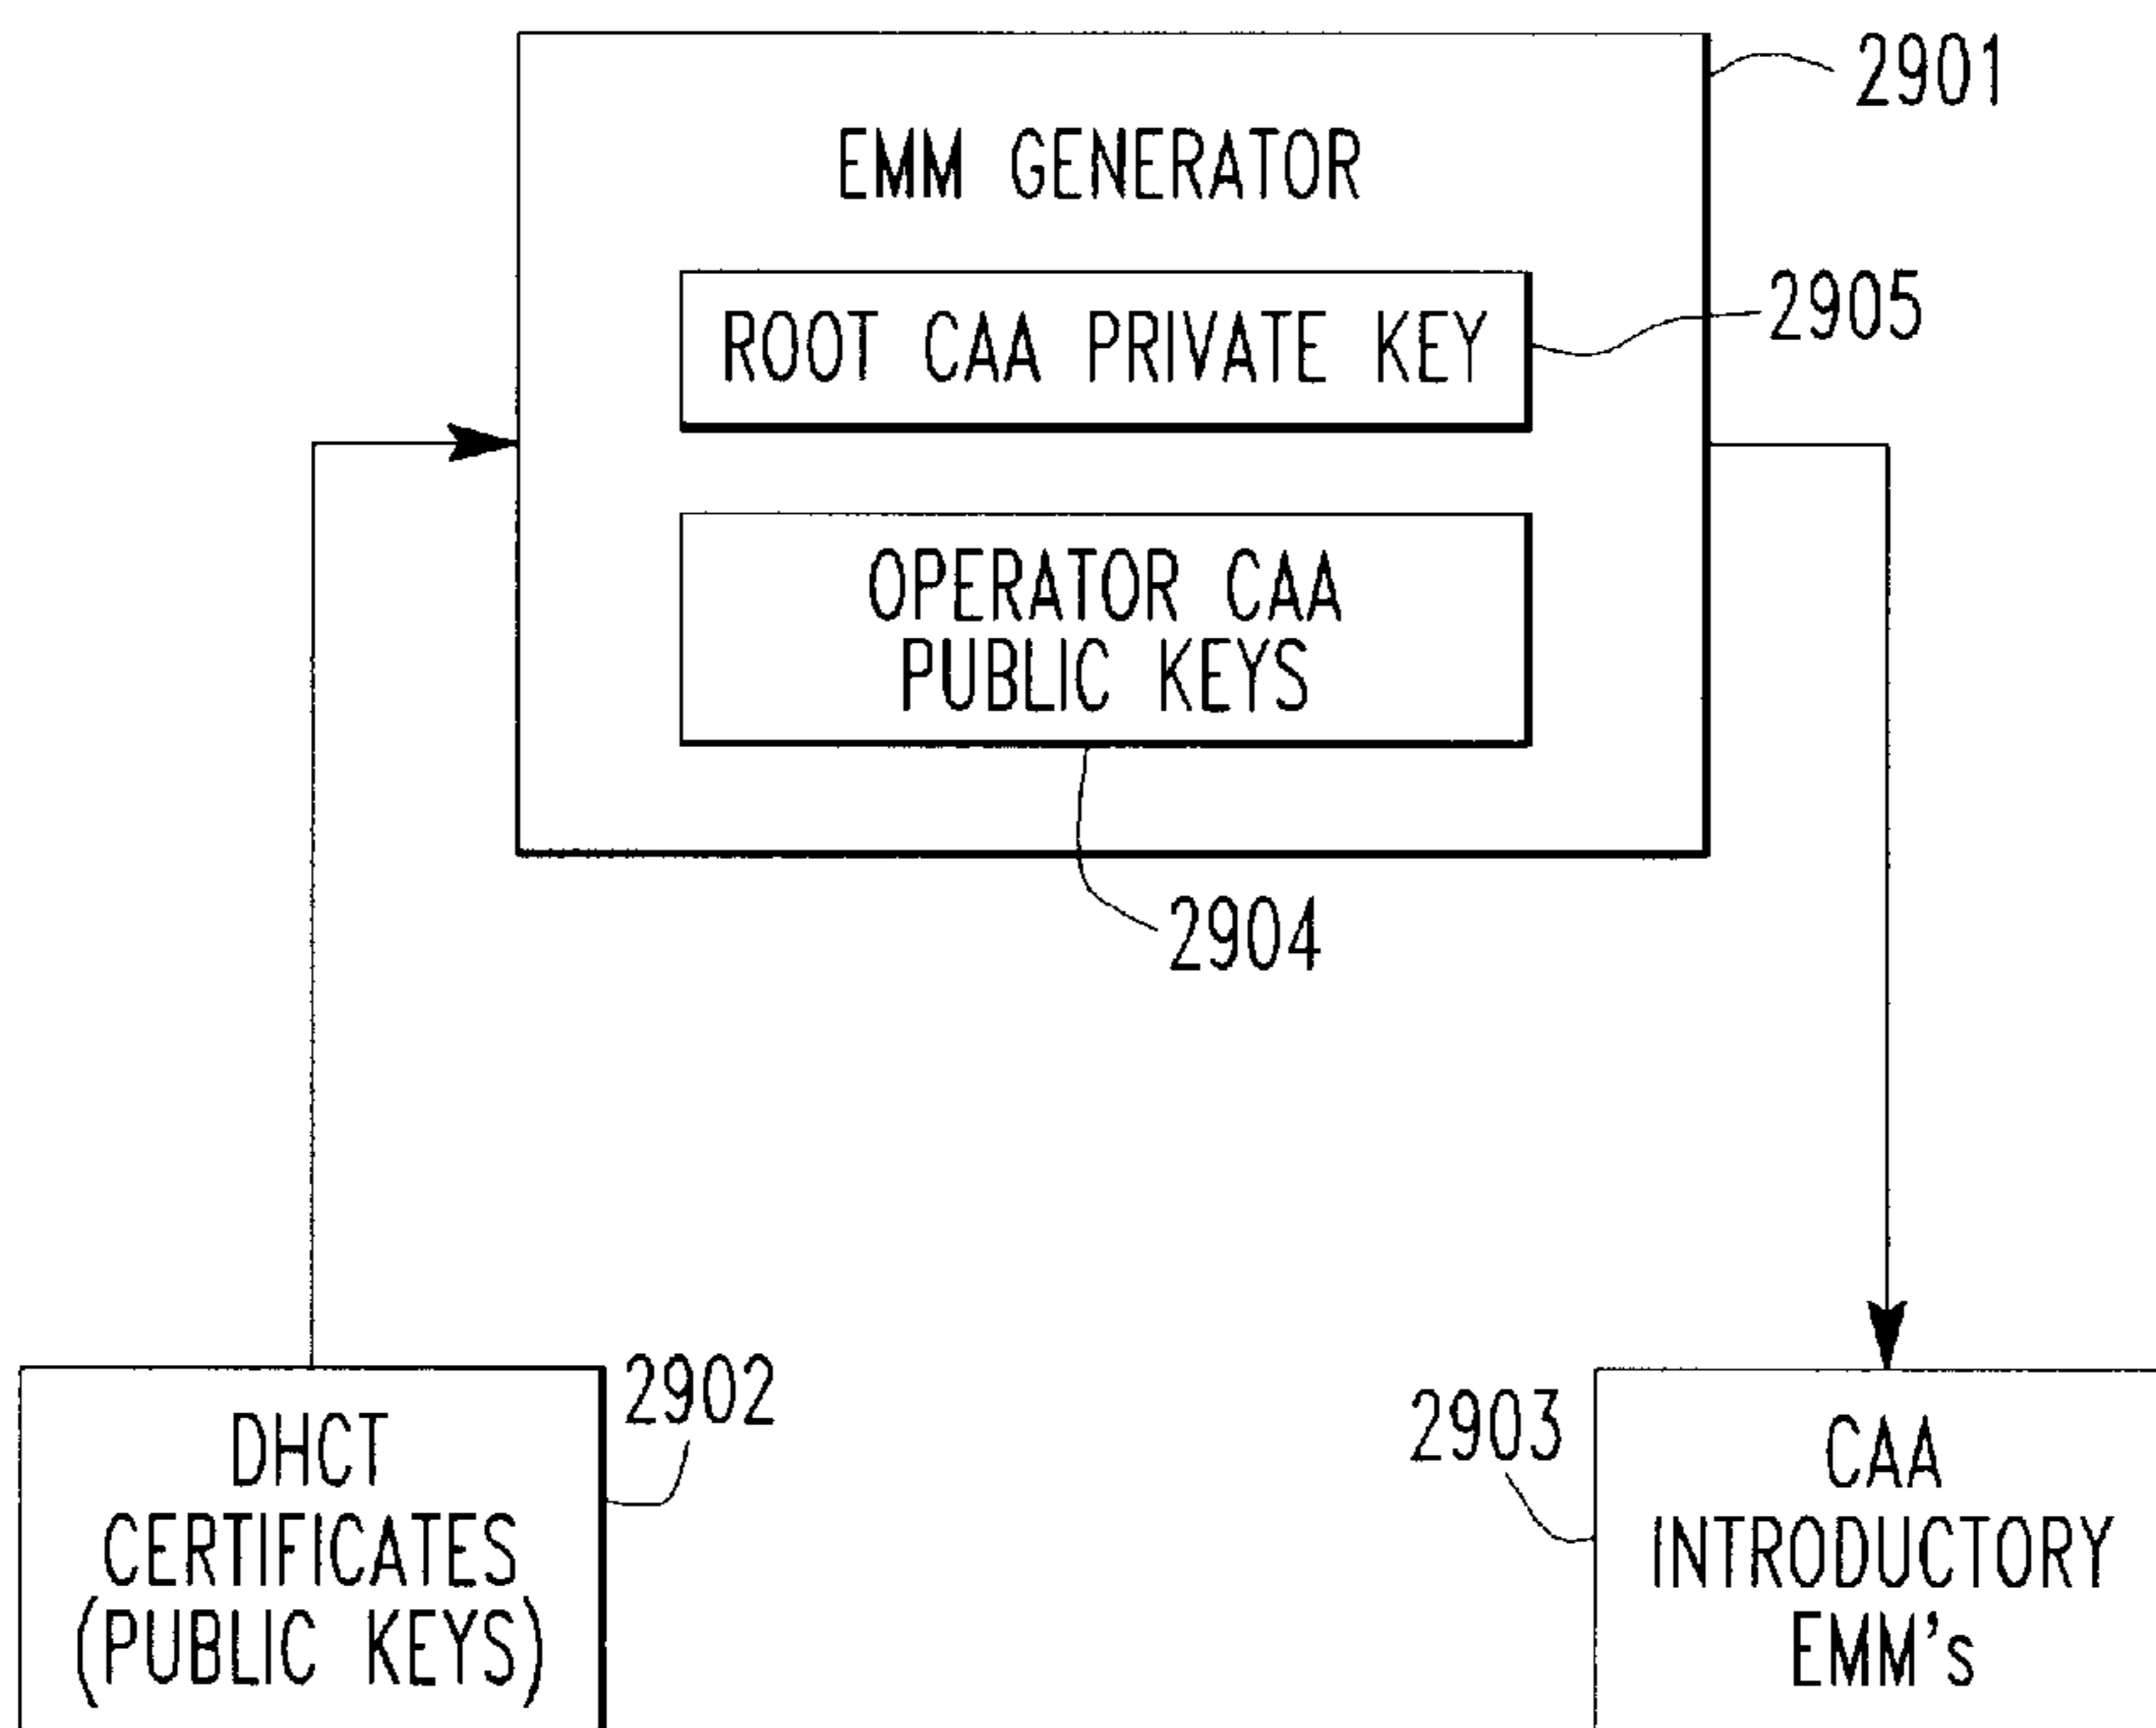 2901
EMM GENERATOR
2905
ROOT CAA PRIVATE KEY
OPERATOR CAA
PUBLIC KEYS
2904
2902
DHCT
CERTIFICATES
(PUBLIC KEYS)
2903
CAA
INTRODUCTORY
EMM's